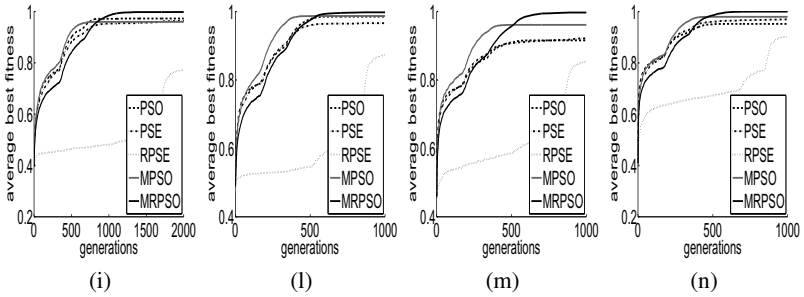 average best fitness
1
0.8
0.6
0.4
0.2
0 500 1000 1500 2000
generations
PSO
PSE
RPSE
MPSO
MRPSO
(i)
average best fitness
1
0.8
0.6
0.4
0 500 1000
generations
PSO
PSE
RPSE
MPSO
MRPSO
(l)
average best fitness
1
0.8
0.6
0.4
0 500 1000
generations
PSO
PSE
RPSE
MPSO
MRPSO
(m)
average best fitness
1
0.8
0.6
0.4
0.2
0 500 1000
generations
PSO
PSE
RPSE
MPSO
MRPSO
(n)